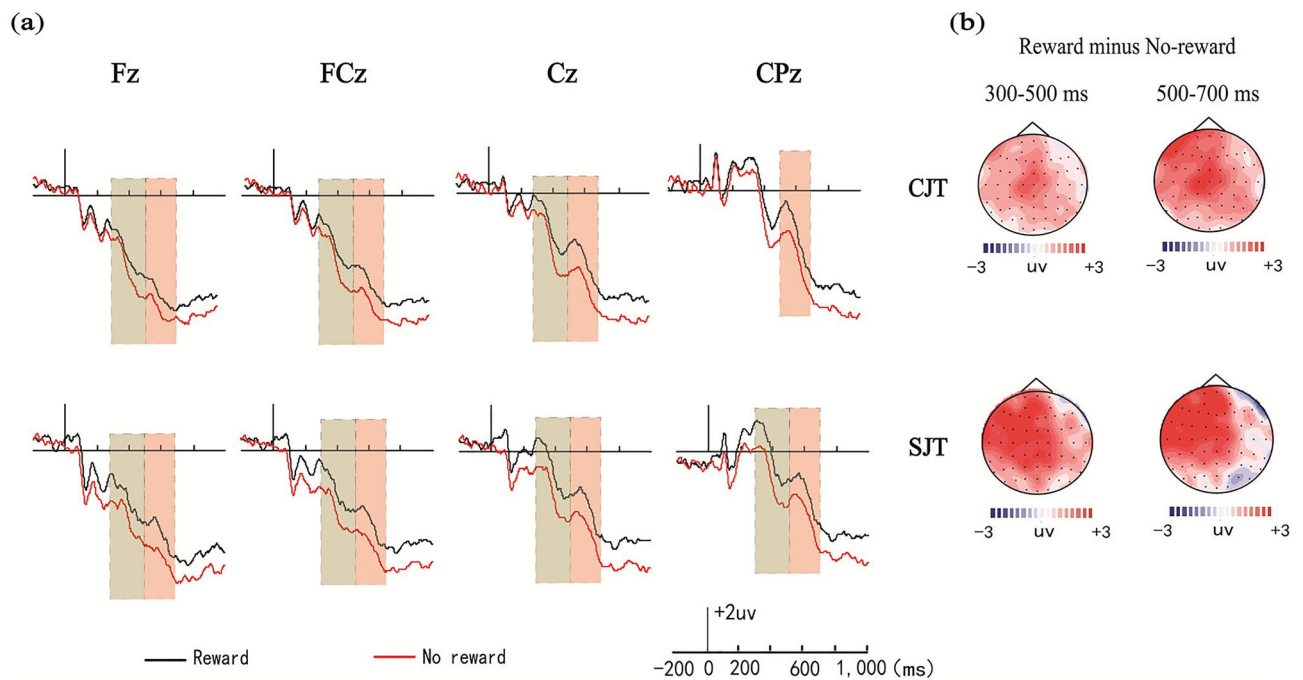 (a)
Fz FCz Cz CPz
Reward
No reward
+2uv
-200 0 200 600 1,000 (ms)
(b)
Reward minus No-reward
300-500 ms 500-700 ms
CJT
−3 uv +3 −3 uv +3
SJT
−3 uv +3 −3 uv +3